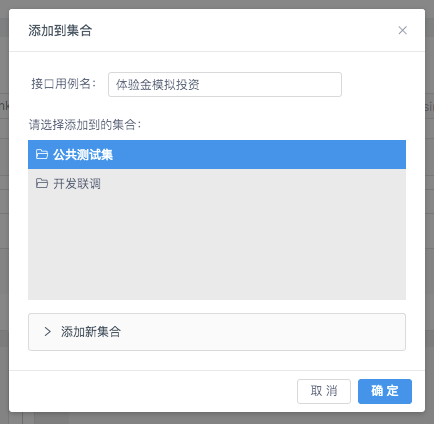 添加到集合
接口用例名： 体验金模拟投资
请选择添加到的集合：
公共测试集
开发联调
添加新集合
取 消 确 定